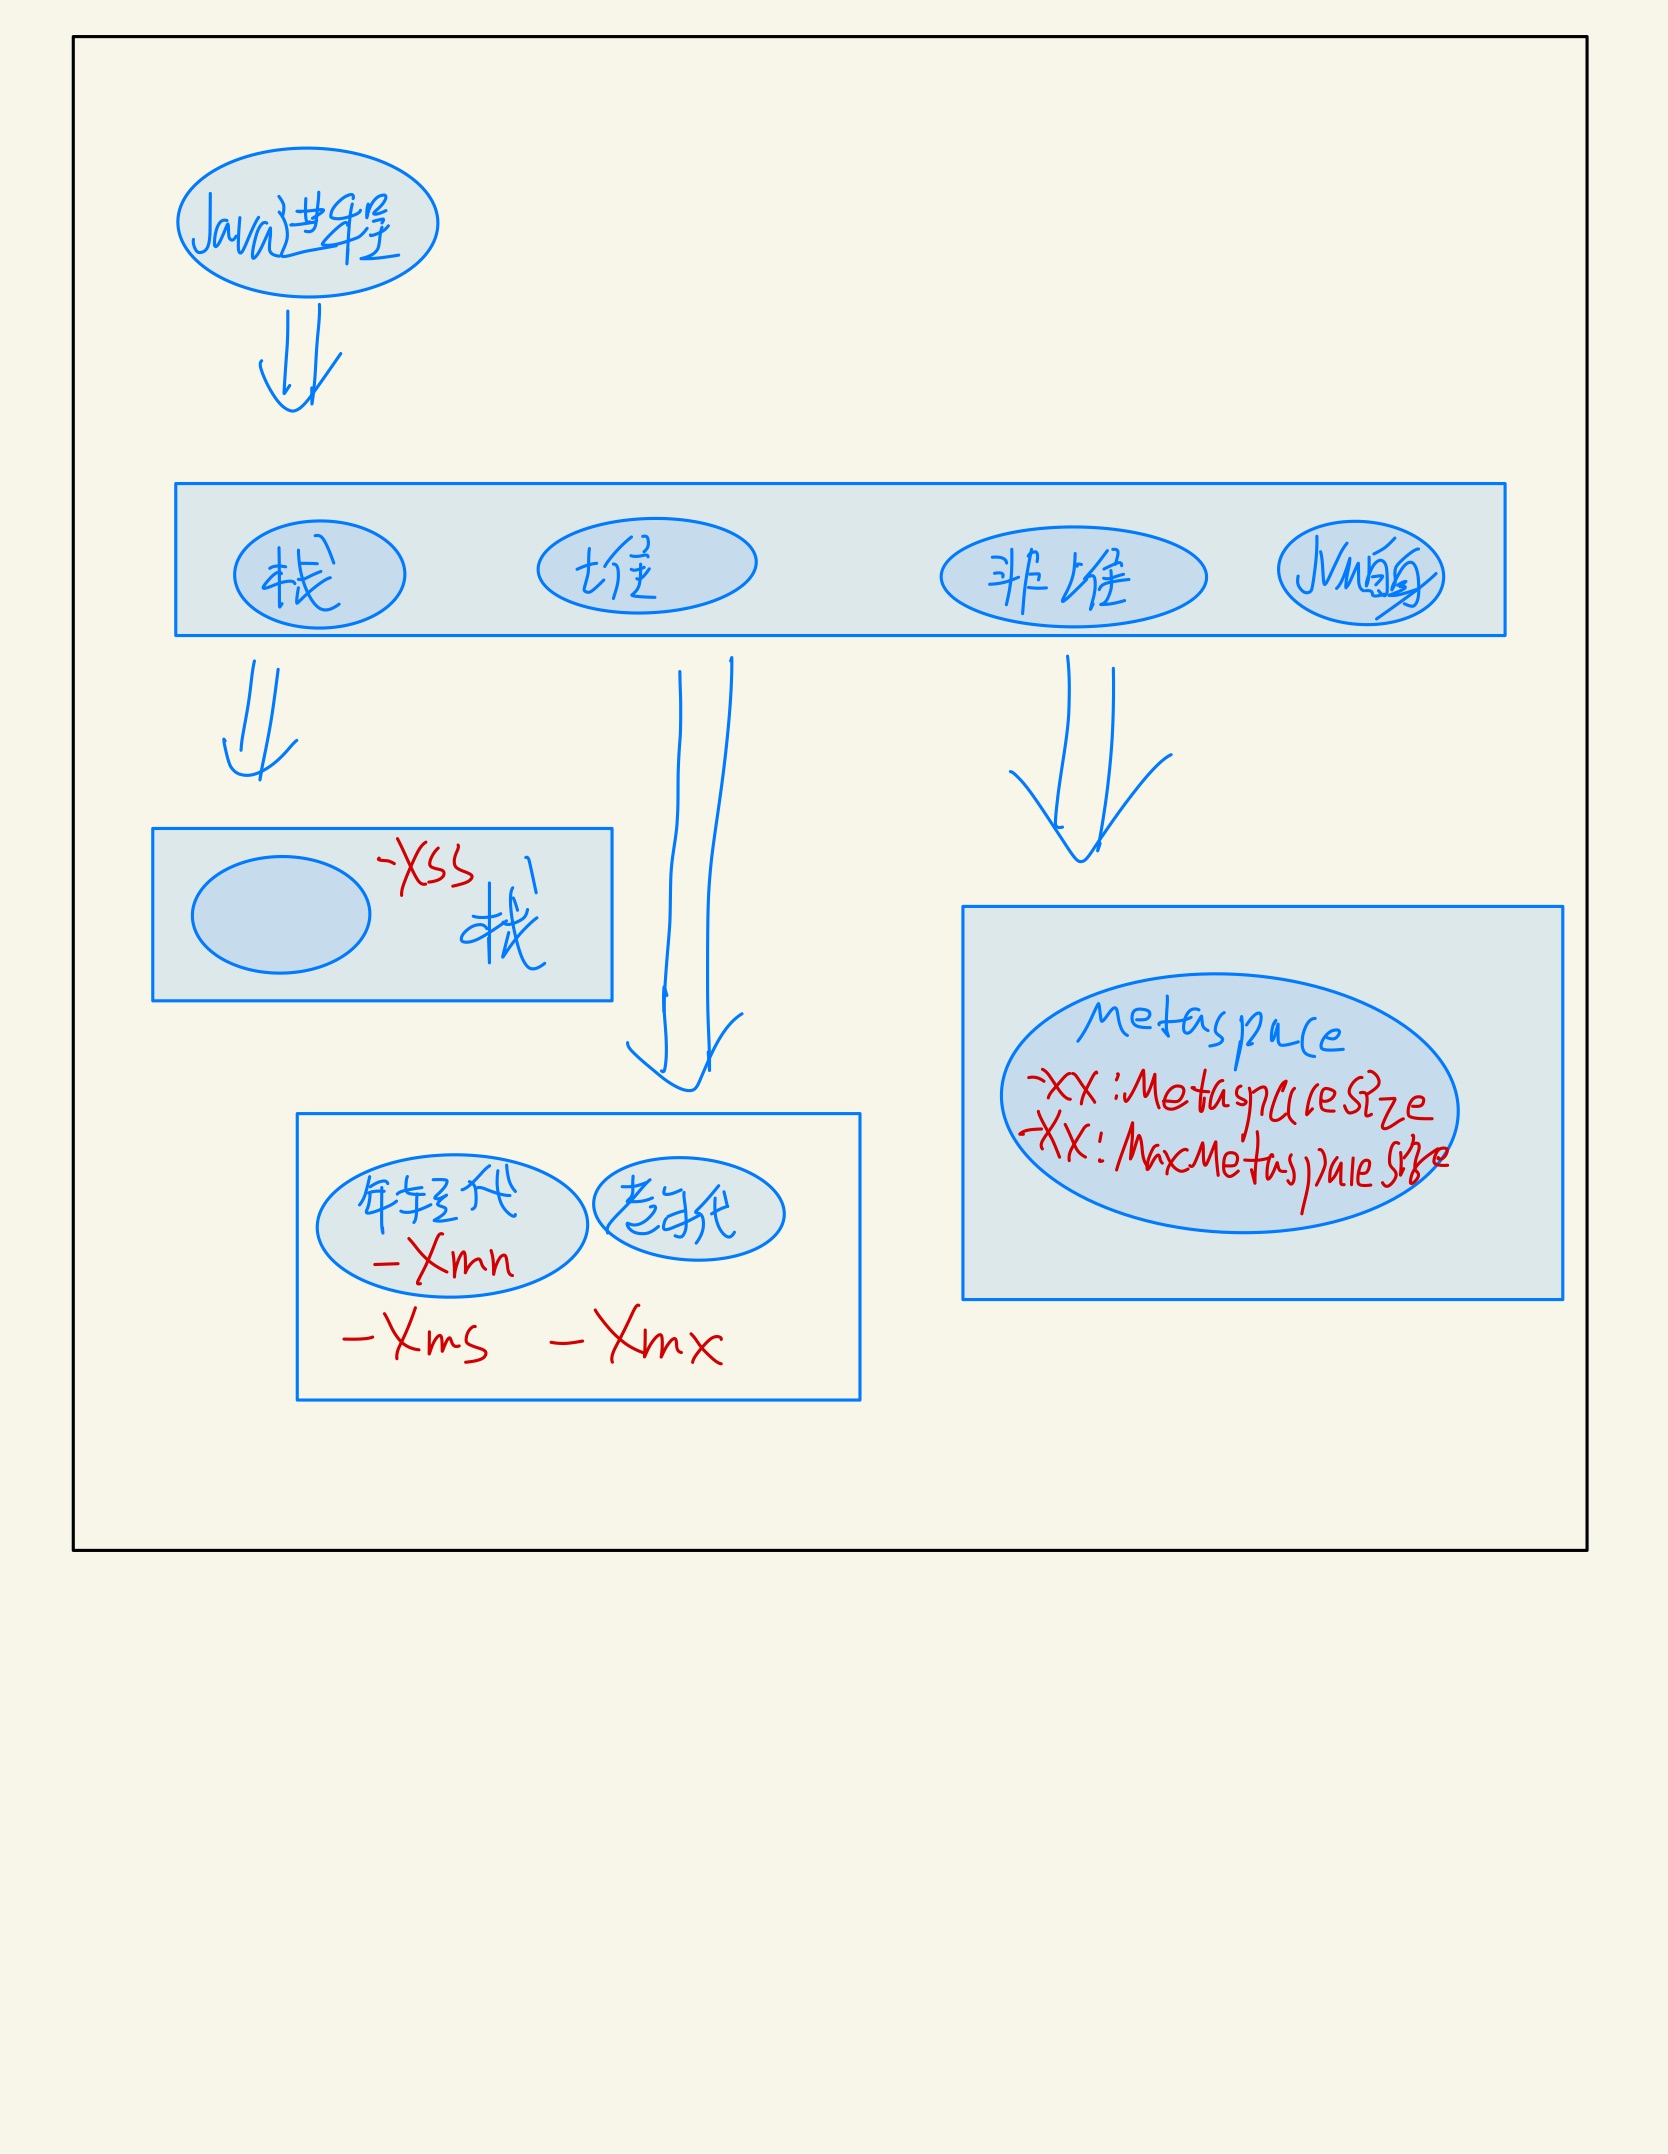 Java进程
栈
堆
非堆
JVM自身
-Xss
栈
年轻代
老年代
-Xmn
-Xms -Xmx
Metaspace
-XX:MetaspaceSize
-XX:MaxMetaspaceSize